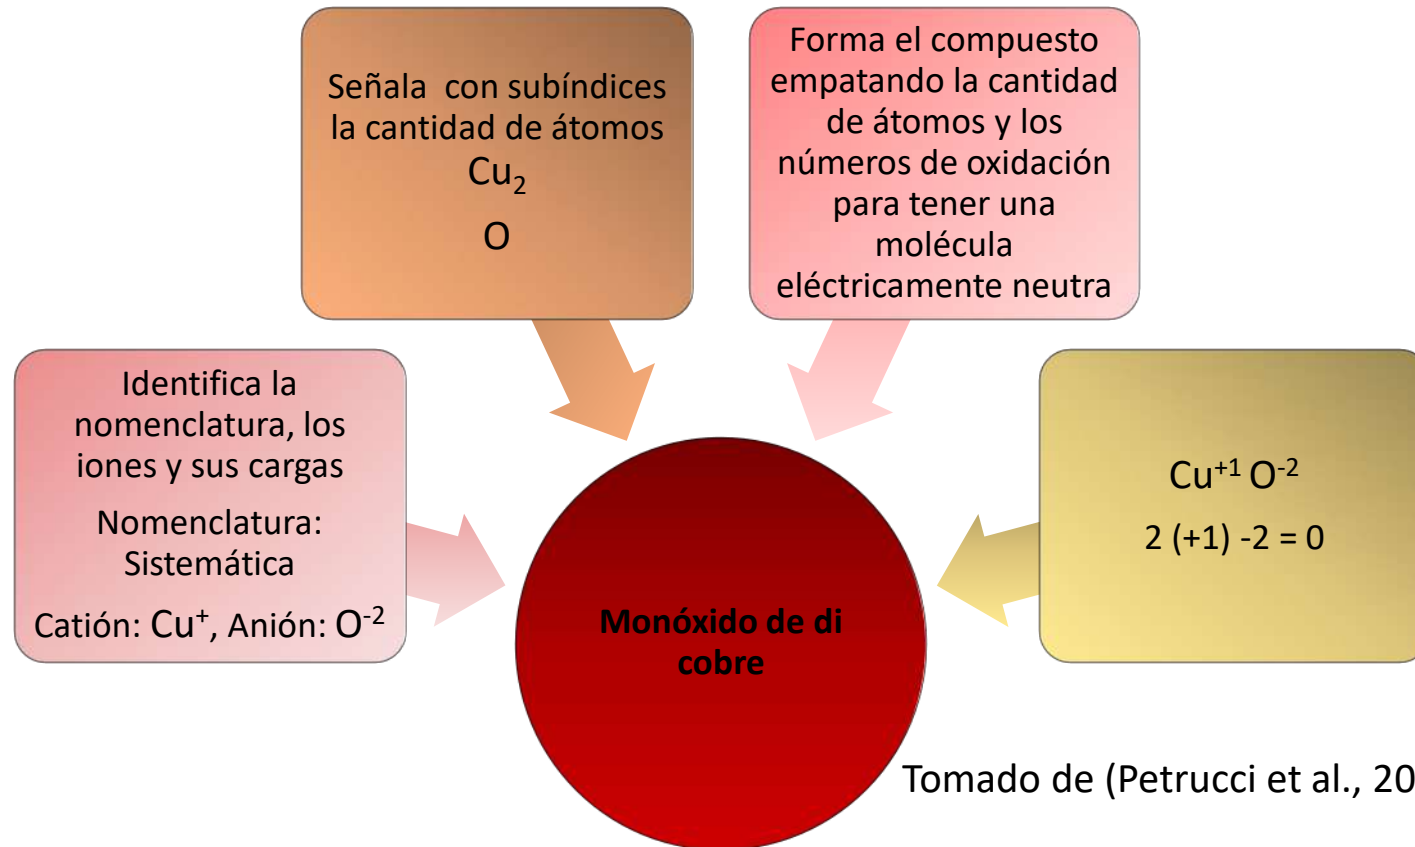 Identifica la
nomenclatura, los
iones y sus cargas
Nomenclatura:
Sistemática
Catión: Cu⁺, Anión: O⁻²
Señala con subíndices
la cantidad de átomos
Cu₂
O
Forma el compuesto
empatando la cantidad
de átomos y los
números de oxidación
para tener una
molécula
eléctricamente neutra
Cu⁺¹ O⁻²
2 (+1) -2 = 0
Monóxido de di
cobre
Tomado de (Petrucci et al., 20